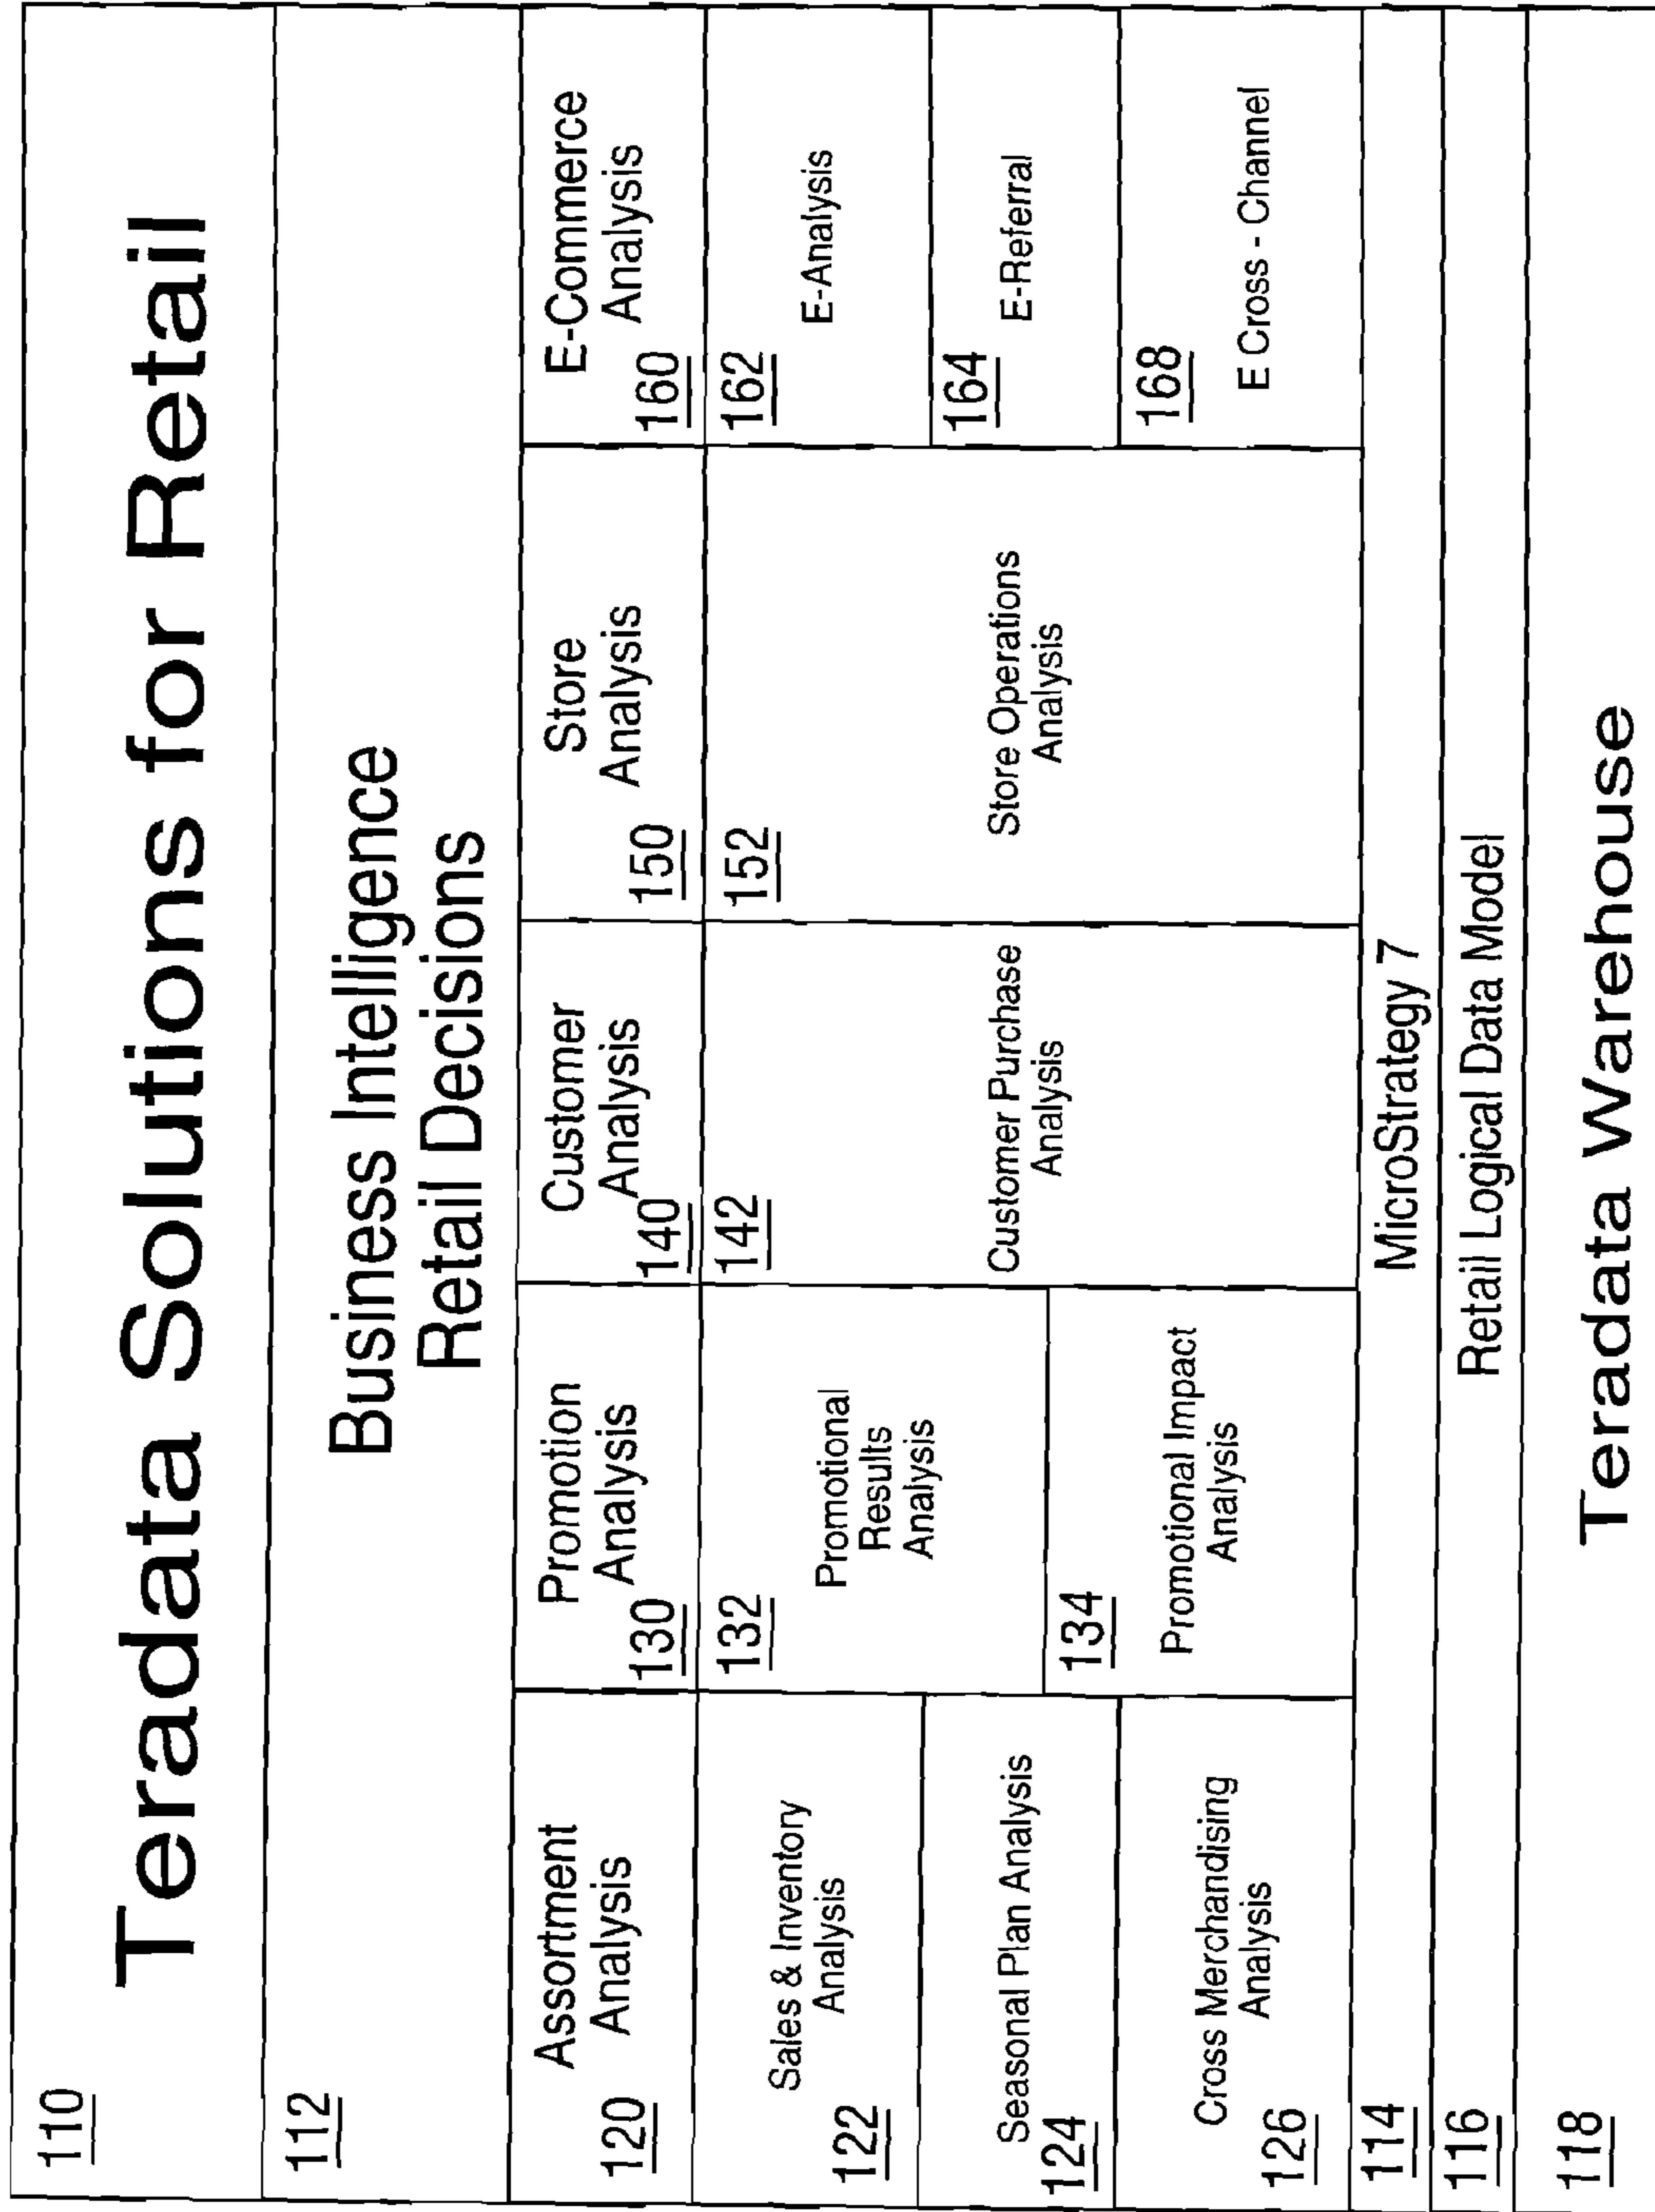 110
Teradata Solutions for Retail
112
Business Intelligence
Retail Decisions
120
Assortment
Analysis
130
Promotion
Analysis
140
Customer
Analysis
150
Store
Analysis
160
E-Commerce
Analysis
122
Sales & Inventory
Analysis
124
Seasonal Plan Analysis
126
Cross Merchandising
Analysis
132
Promotional
Results
Analysis
134
Promotional Impact
Analysis
142
Customer Purchase
Analysis
152
Store Operations
Analysis
162
E-Analysis
164
E-Referral
168
E Cross - Channel
114
MicroStrategy 7
116
Retail Logical Data Model
118
Teradata Warehouse